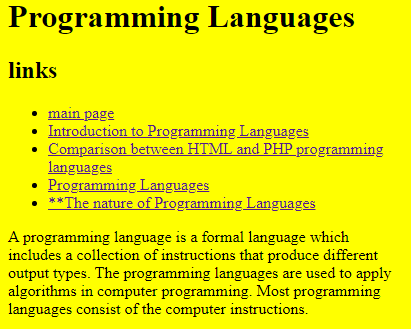 Programming Languages
links
main page
Introduction to Programming Languages
Comparison between HTML and PHP programming
languages
Programming Languages
**The nature of Programming Languages
A programming language is a formal language which
includes a collection of instructions that produce different
output types. The programming languages are used to apply
algorithms in computer programming. Most programming
languages consist of the computer instructions.